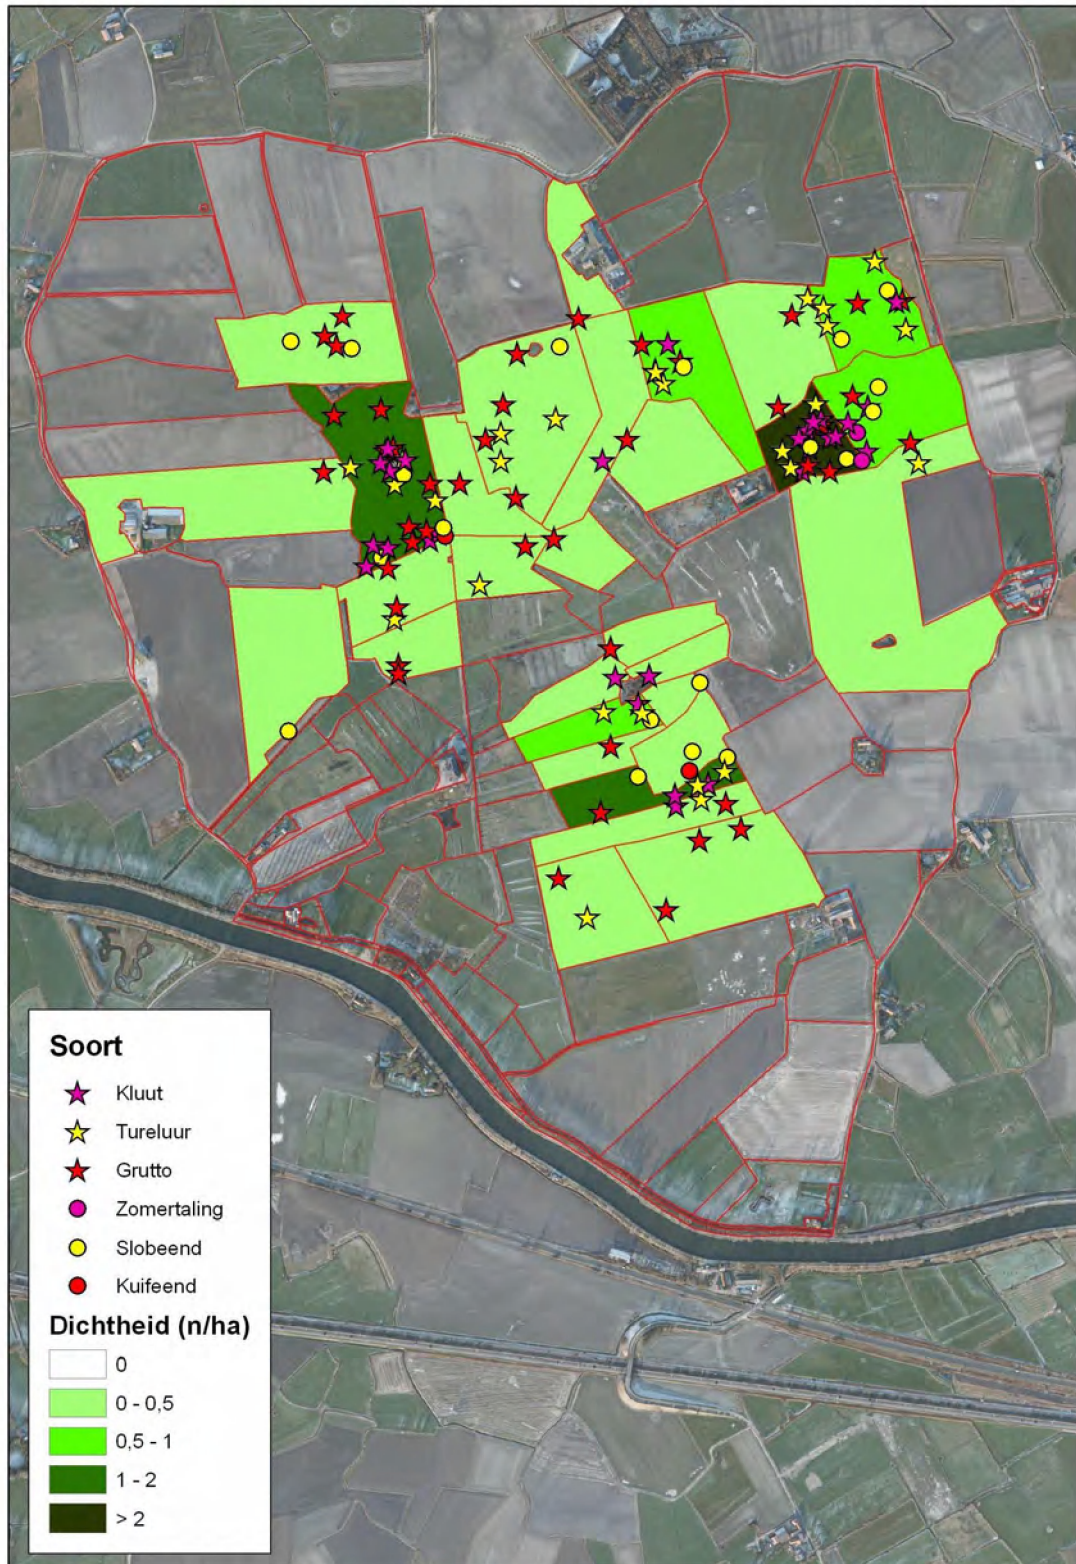 Soort
Kluut
Tureluur
Grutto
Zomertaling
Slobeend
Kuifeend
Dichtheid (n/ha)
0
0 - 0,5
0,5 - 1
1 - 2
> 2